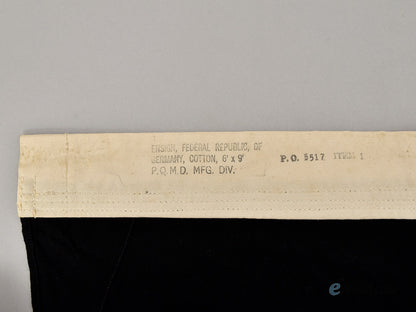 ENSIGN, FEDERAL REPUBLIC, OF
GERMANY, COTTON, 6' x 9'
P.Q.M.D. MFG. DIV.
P.O. 5517 ITEM 1
e